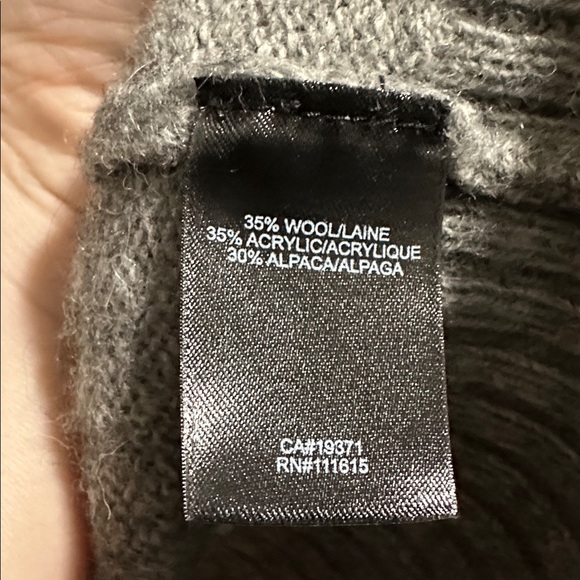 35% WOOL/LAINE
35% ACRYLIC/ACRYLIQUE
30% ALPACA/ALPAGA
CA#19371
RN#111615